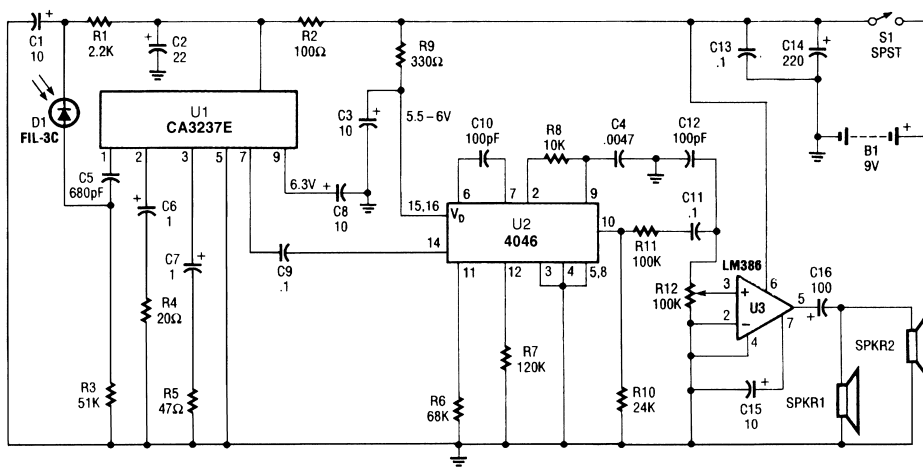 C1
10
+
R1
2.2K
C2
22
+
R2
100Ω
R9
330Ω
C13
.1
C14
220
+
S1
SPST
D1
FIL-3C
U1
CA3237E
1
2
3
5
7
9
C3
10
+
5.5-6V
C10
100pF
R8
10K
C4
.0047
C12
100pF
B1
9V
+
C5
680pF
6.3V
+
C8
10
15,16
VD
6
7
2
9
U2
4046
10
14
11
12
3
4
5,8
R11
100K
C11
.1
C6
1
+
C7
1
+
C9
.1
LM386
R12
100K
3
+
2
−
U3
6
5
7
4
C16
100
+
R4
20Ω
R3
51K
R5
47Ω
R7
120K
R6
68K
R10
24K
C15
10
+
SPKR1
SPKR2